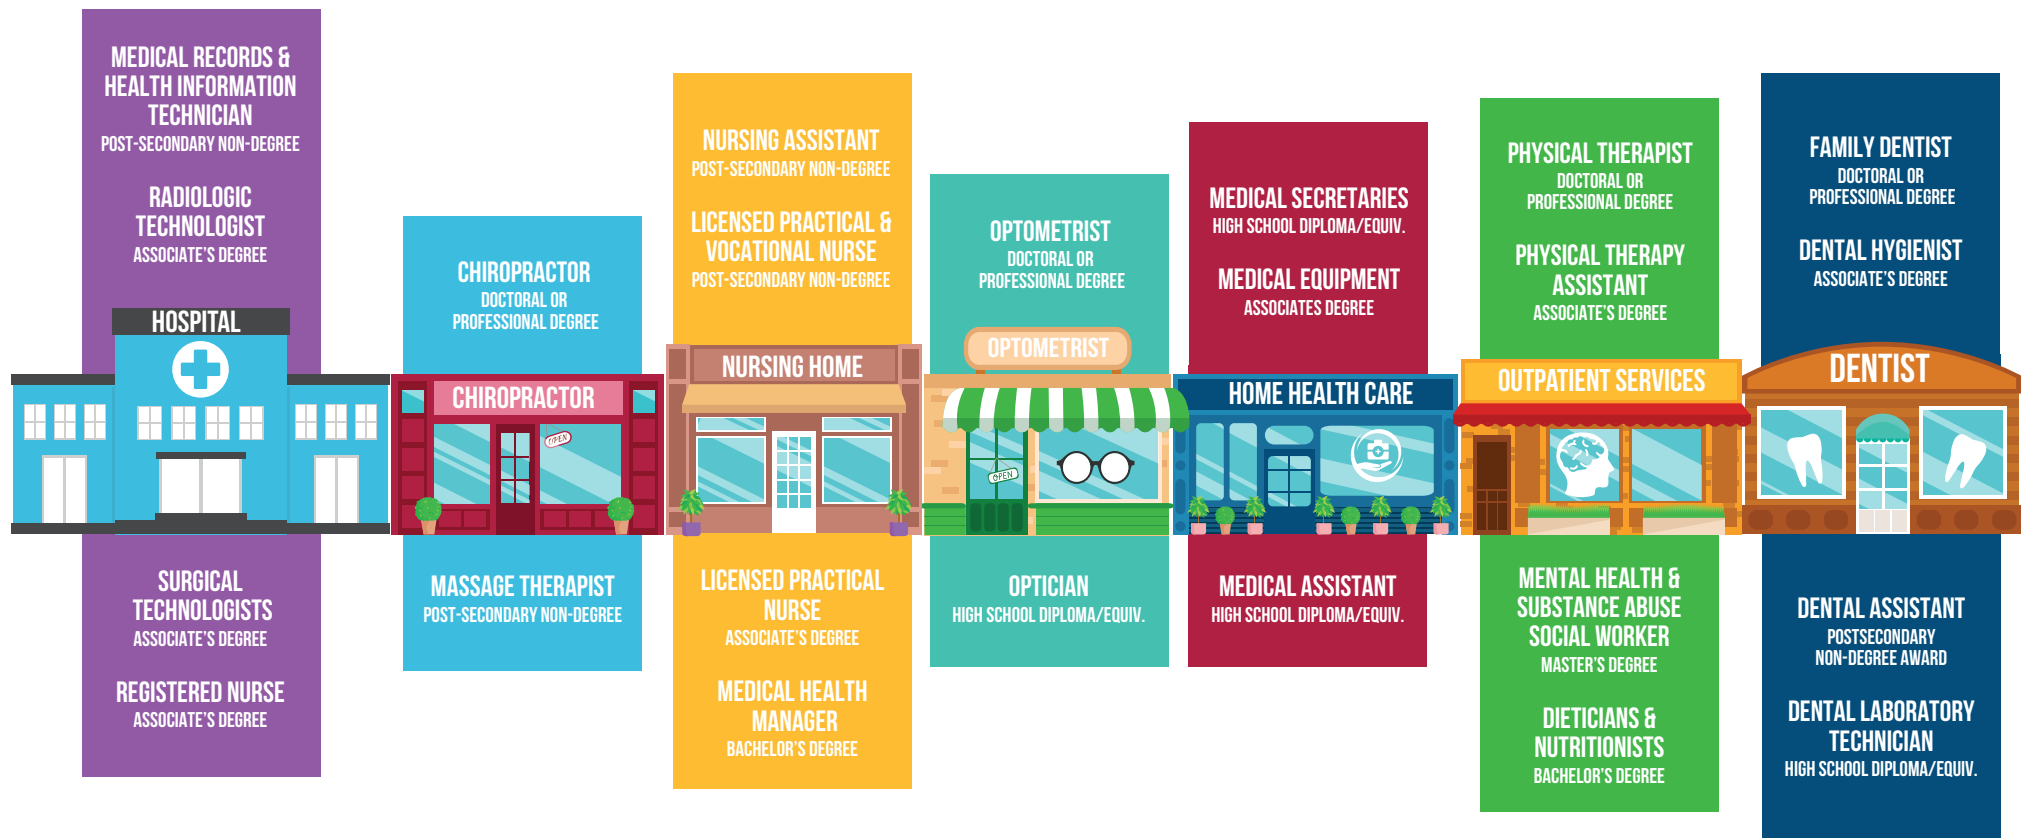 MEDICAL RECORDS &
HEALTH INFORMATION
TECHNICIAN
POST-SECONDARY NON-DEGREE
RADIOLOGIC
TECHNOLOGIST
ASSOCIATE'S DEGREE
HOSPITAL
SURGICAL
TECHNOLOGISTS
ASSOCIATE'S DEGREE
REGISTERED NURSE
ASSOCIATE'S DEGREE
CHIROPRACTOR
DOCTORAL OR
PROFESSIONAL DEGREE
CHIROPRACTOR
OPEN
MASSAGE THERAPIST
POST-SECONDARY NON-DEGREE
NURSING ASSISTANT
POST-SECONDARY NON-DEGREE
LICENSED PRACTICAL &
VOCATIONAL NURSE
POST-SECONDARY NON-DEGREE
NURSING HOME
LICENSED PRACTICAL
NURSE
ASSOCIATE'S DEGREE
MEDICAL HEALTH
MANAGER
BACHELOR'S DEGREE
OPTOMETRIST
DOCTORAL OR
PROFESSIONAL DEGREE
OPTOMETRIST
OPEN
OPTICIAN
HIGH SCHOOL DIPLOMA/EQUIV.
MEDICAL SECRETARIES
HIGH SCHOOL DIPLOMA/EQUIV.
MEDICAL EQUIPMENT
ASSOCIATES DEGREE
HOME HEALTH CARE
MEDICAL ASSISTANT
HIGH SCHOOL DIPLOMA/EQUIV.
PHYSICAL THERAPIST
DOCTORAL OR
PROFESSIONAL DEGREE
PHYSICAL THERAPY
ASSISTANT
ASSOCIATE'S DEGREE
OUTPATIENT SERVICES
MENTAL HEALTH &
SUBSTANCE ABUSE
SOCIAL WORKER
MASTER'S DEGREE
DIETICIANS &
NUTRITIONISTS
BACHELOR'S DEGREE
FAMILY DENTIST
DOCTORAL OR
PROFESSIONAL DEGREE
DENTAL HYGIENIST
ASSOCIATE'S DEGREE
DENTIST
DENTAL ASSISTANT
POSTSECONDARY
NON-DEGREE AWARD
DENTAL LABORATORY
TECHNICIAN
HIGH SCHOOL DIPLOMA/EQUIV.